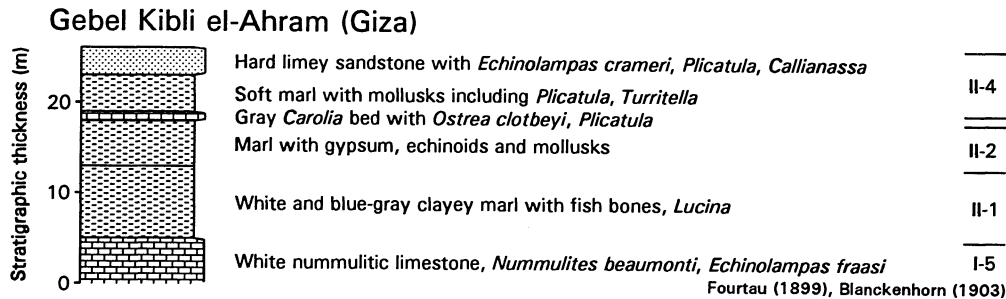 Gebel Kibli el-Ahram (Giza)
Stratigraphic thickness (m)
20
10
0
Hard limey sandstone with Echinolampas crameri, Plicatula, Callianassa
Soft marl with mollusks including Plicatula, Turritella
Gray Carolia bed with Ostrea clotbeyi, Plicatula
Marl with gypsum, echinoids and mollusks
White and blue-gray clayey marl with fish bones, Lucina
White nummulitic limestone, Nummulites beaumonti, Echinolampas fraasi
II-4
II-2
II-1
I-5
Fourtau (1899), Blanckenhorn (1903)